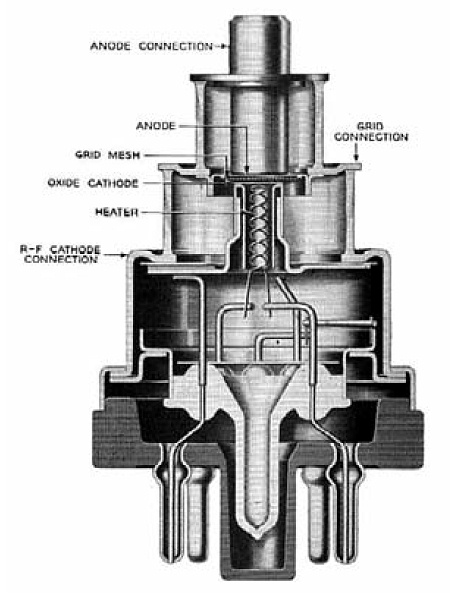 ANODE CONNECTION
ANODE
GRID
CONNECTION
GRID MESH
OXIDE CATHODE
HEATER
R-F CATHODE
CONNECTION